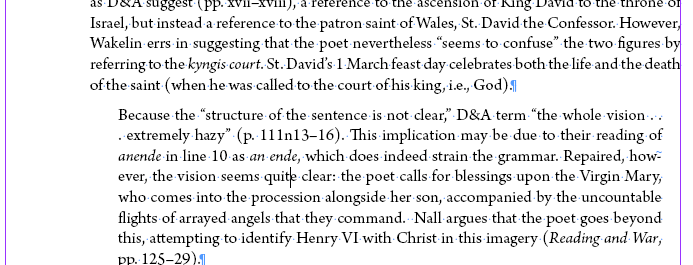 as D&A suggest (pp. xvii–xviii), a reference to the ascension of King David to the throne of
Israel, but instead a reference to the patron saint of Wales, St. David the Confessor. However,
Wakelin errs in suggesting that the poet nevertheless “seems to confuse” the two figures by
referring to the kyngis court. St. David’s 1 March feast day celebrates both the life and the death
of the saint (when he was called to the court of his king, i.e., God).¶
Because the “structure of the sentence is not clear,” D&A term “the whole vision . .
. extremely hazy” (p. 111n13–16). This implication may be due to their reading of
anende in line 10 as an ende, which does indeed strain the grammar. Repaired, how-
ever, the vision seems quite clear: the poet calls for blessings upon the Virgin Mary,
who comes into the procession alongside her son, accompanied by the uncountable
flights of arrayed angels that they command. Nall argues that the poet goes beyond
this, attempting to identify Henry VI with Christ in this imagery (Reading and War,
pp. 125–29).¶